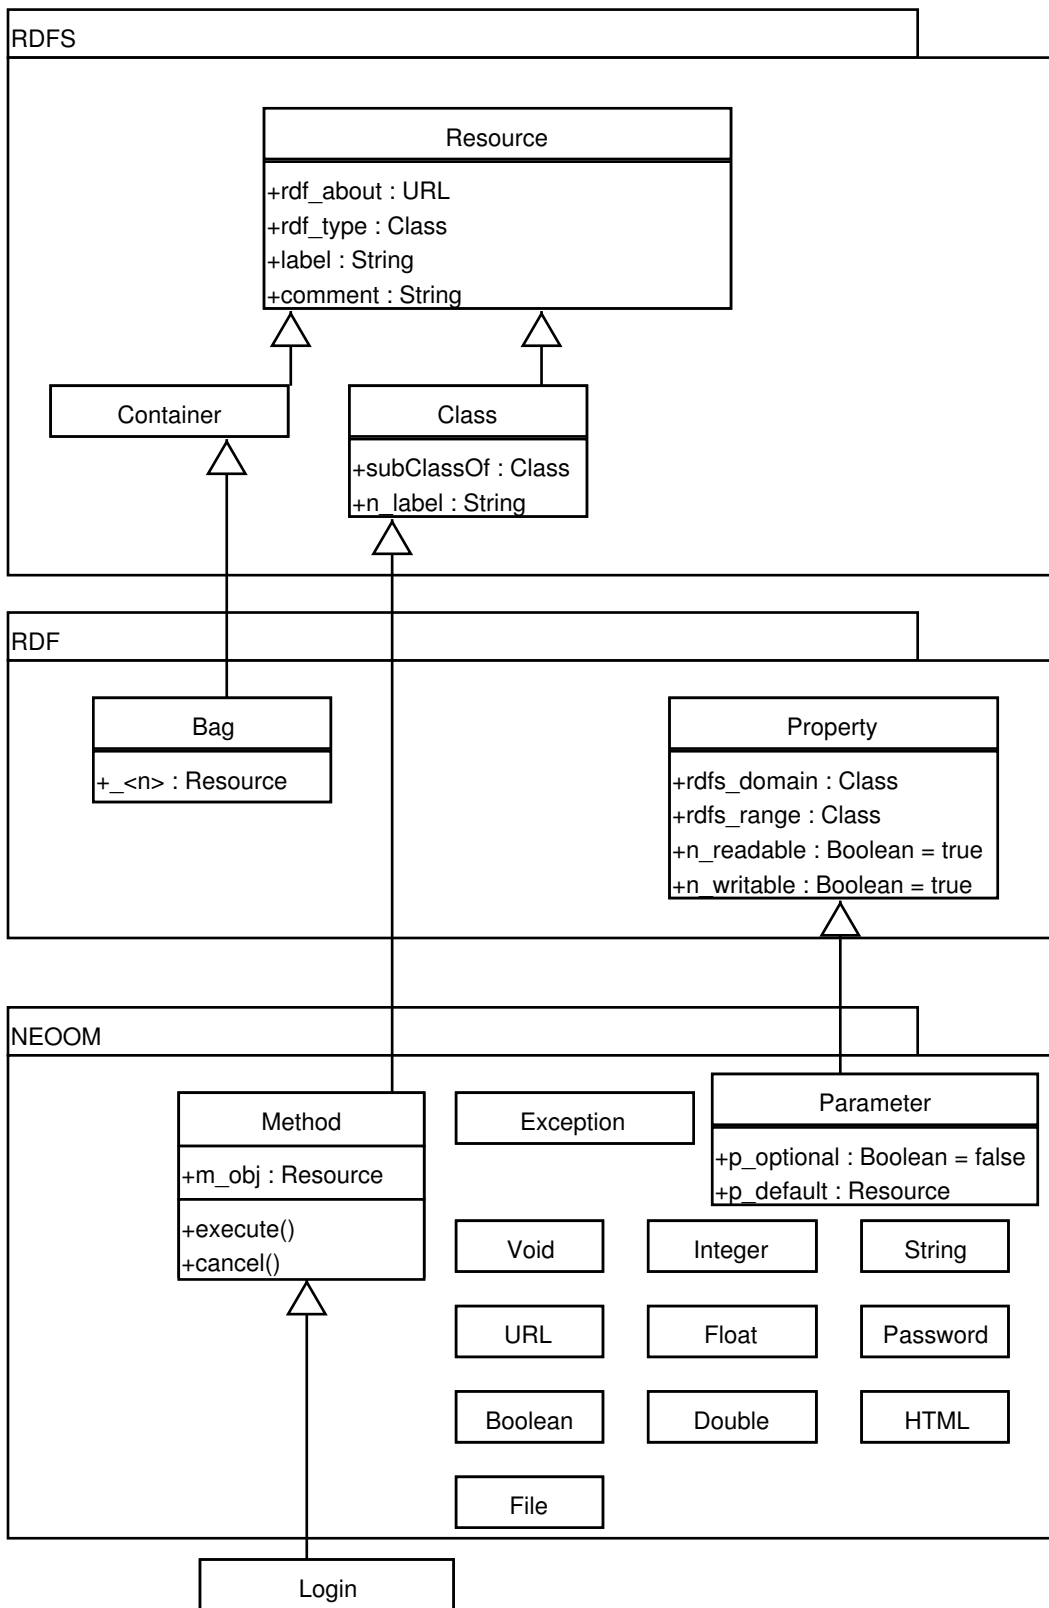 RDFS
Resource
+rdf_about : URL
+rdf_type : Class
+label : String
+comment : String
Container
Class
+subClassOf : Class
+n_label : String
RDF
Bag
+_<n> : Resource
Property
+rdfs_domain : Class
+rdfs_range : Class
+n_readable : Boolean = true
+n_writable : Boolean = true
NEOOM
Method
+m_obj : Resource
+execute()
+cancel()
Exception
Parameter
+p_optional : Boolean = false
+p_default : Resource
Void
Integer
String
URL
Float
Password
Boolean
Double
HTML
File
Login